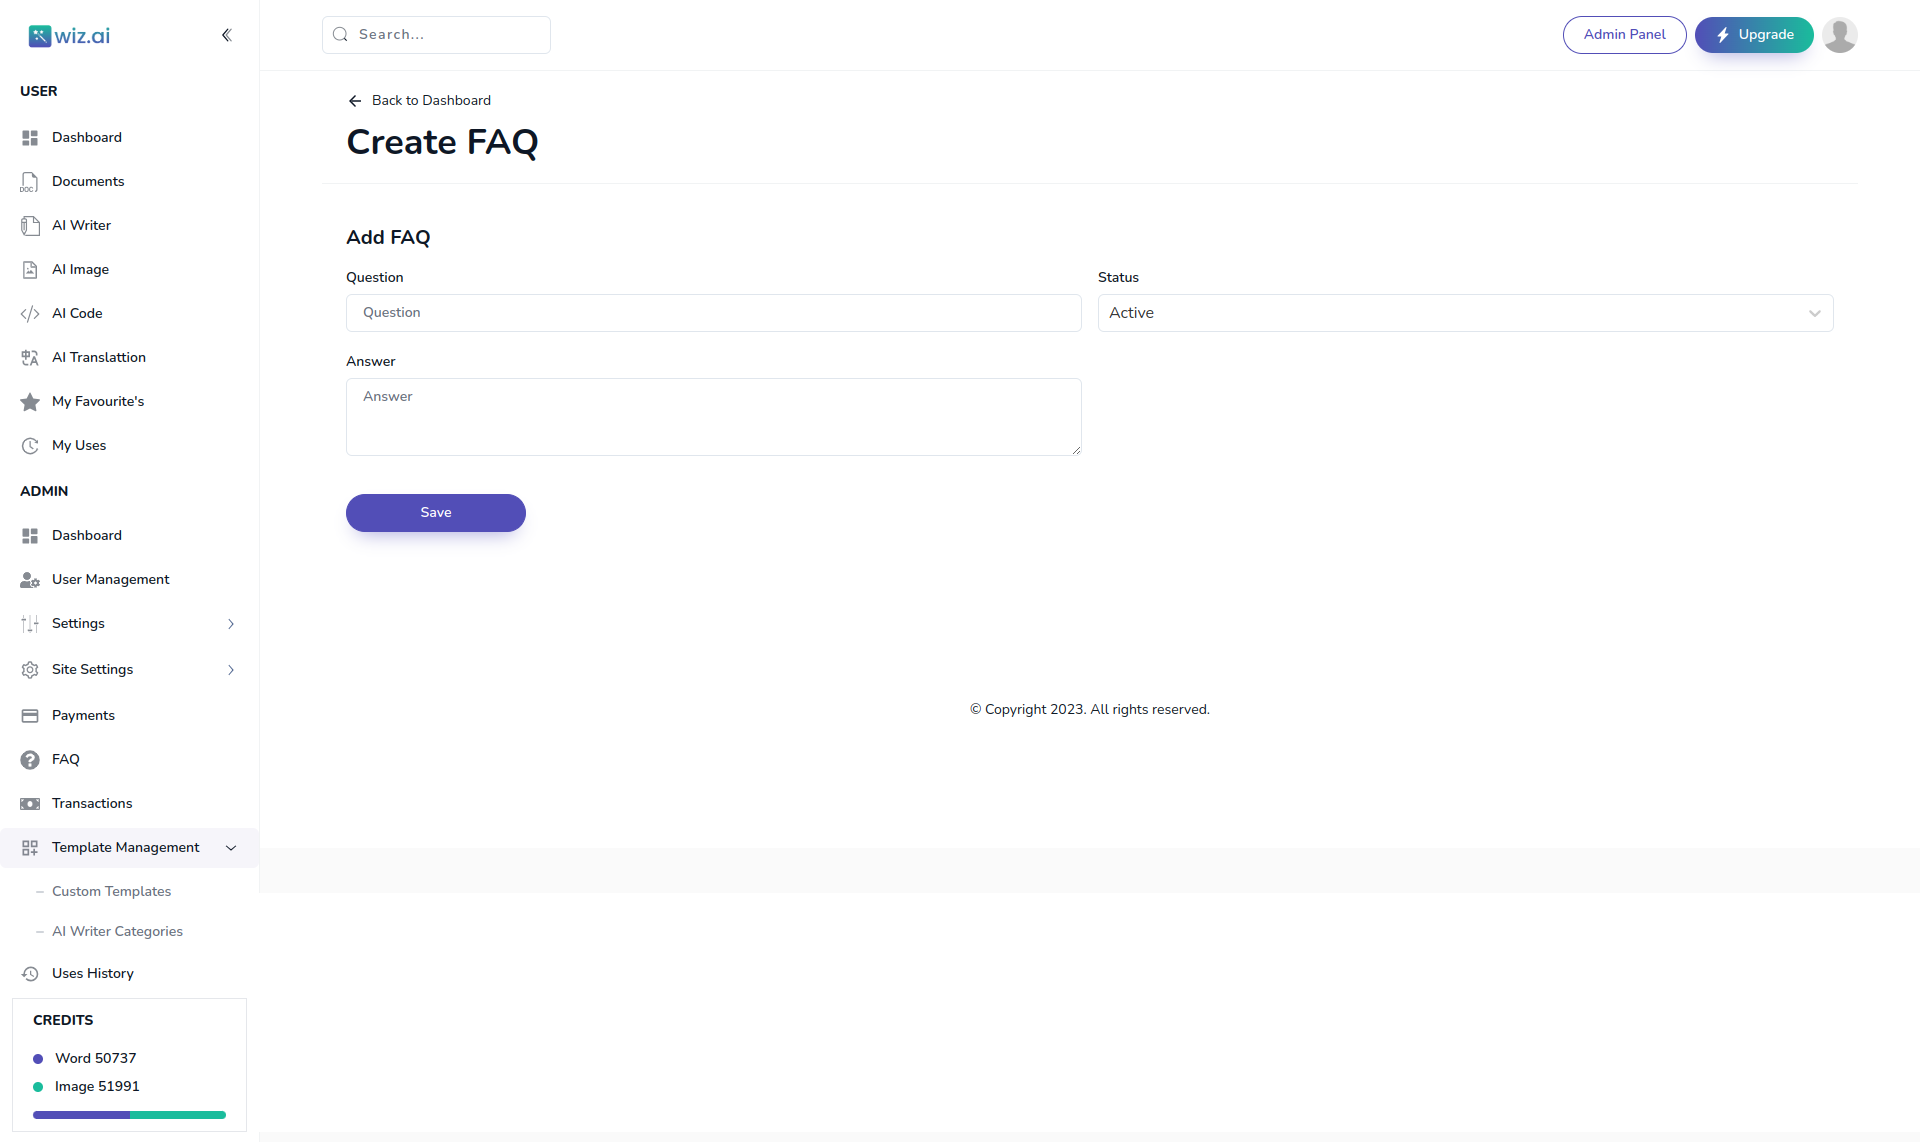 wiz.ai
Search...
Admin Panel
Upgrade
USER
Dashboard
Documents
AI Writer
AI Image
AI Code
AI Translattion
My Favourite's
My Uses
ADMIN
Dashboard
User Management
Settings
Site Settings
Payments
FAQ
Transactions
Template Management
Custom Templates
AI Writer Categories
Uses History
CREDITS
Word 50737
Image 51991
Back to Dashboard
Create FAQ
Add FAQ
Question
Question
Status
Active
Answer
Answer
Save
© Copyright 2023. All rights reserved.